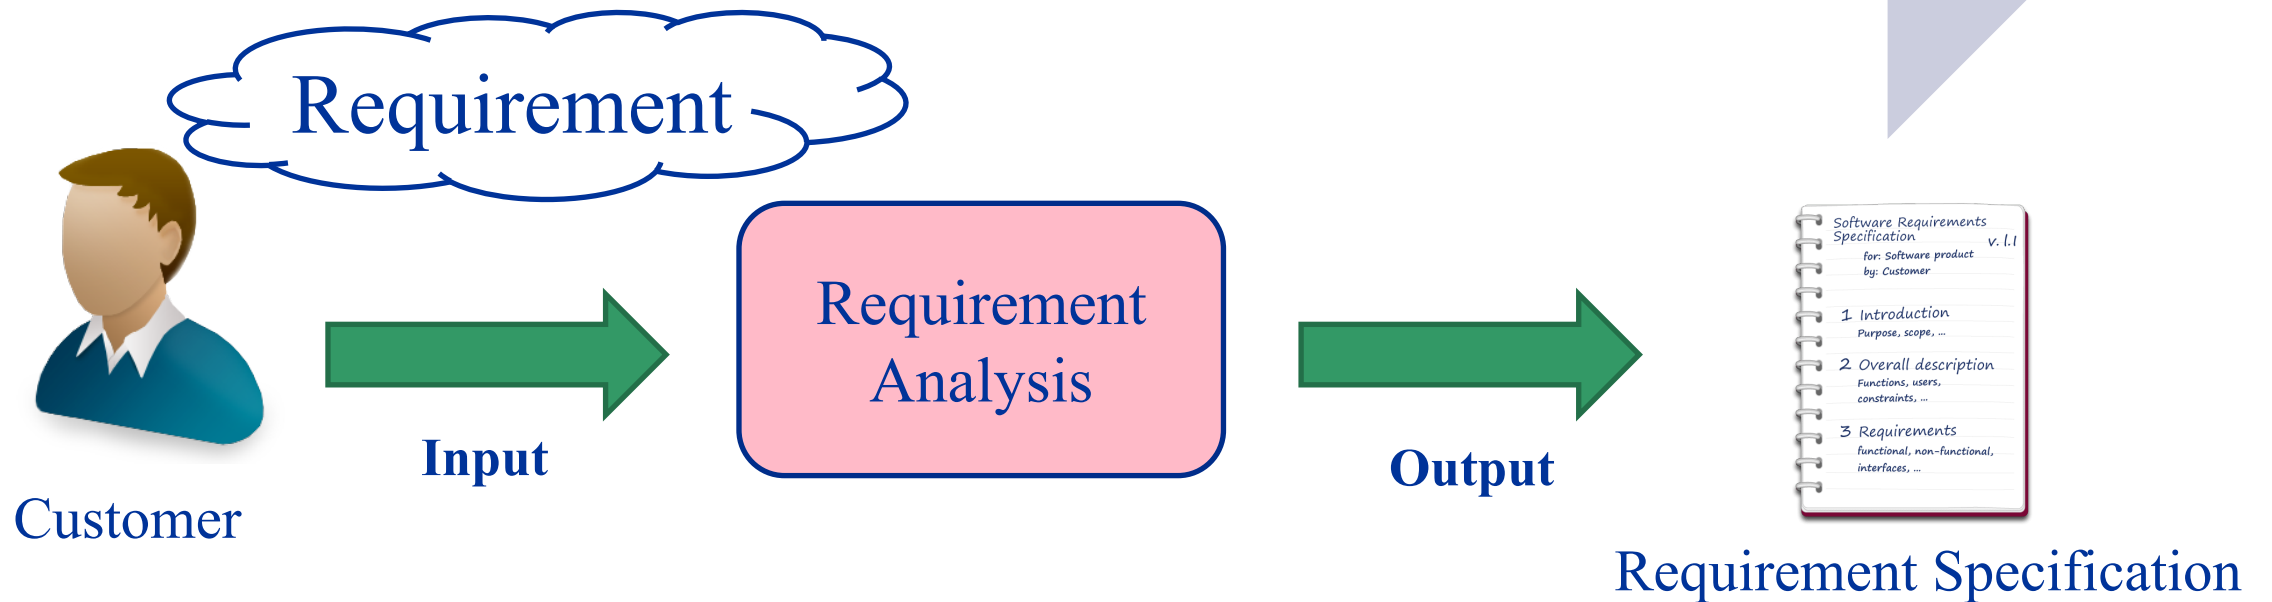 Requirement
Customer
Input
Requirement
Analysis
Output
Software Requirements
Specification
v. 1.1
for: Software product
by: Customer
1 Introduction
Purpose, scope, ...
2 Overall description
Functions, users,
constraints, ...
3 Requirements
functional, non-functional,
interfaces, ...
Requirement Specification